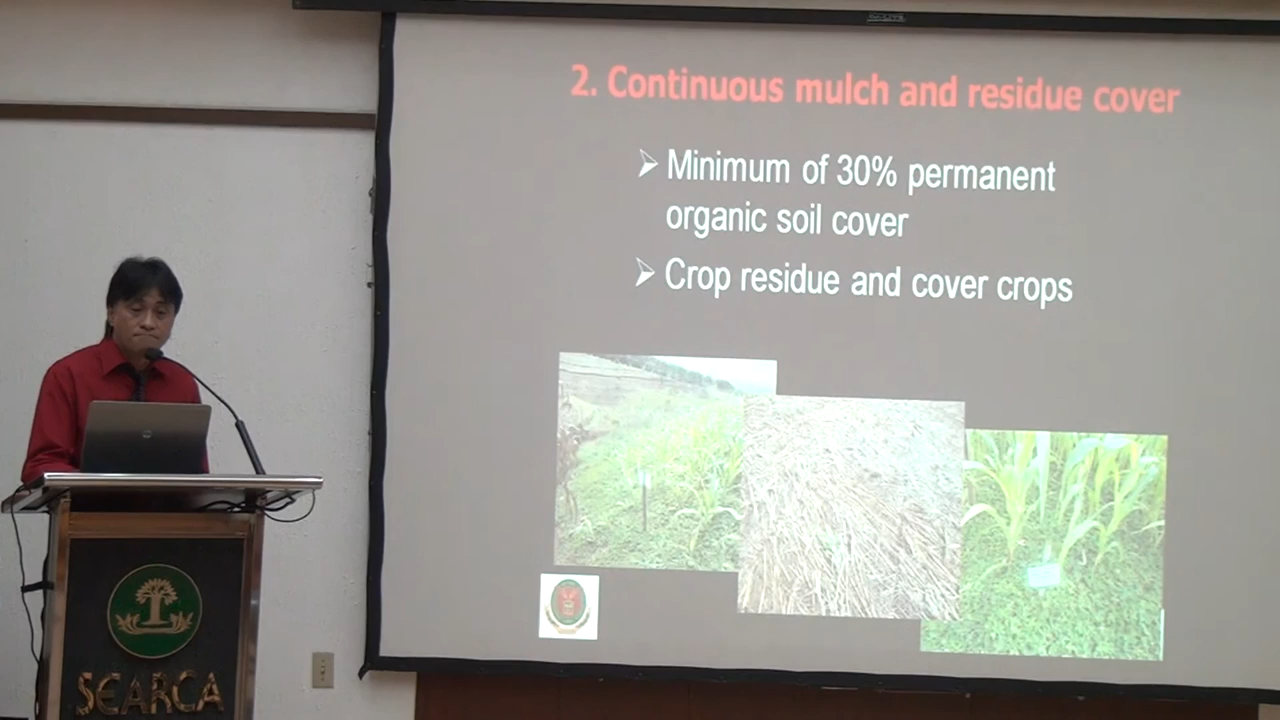 2. Continuous mulch and residue cover
Minimum of 30% permanent
organic soil cover
Crop residue and cover crops
SEARCA